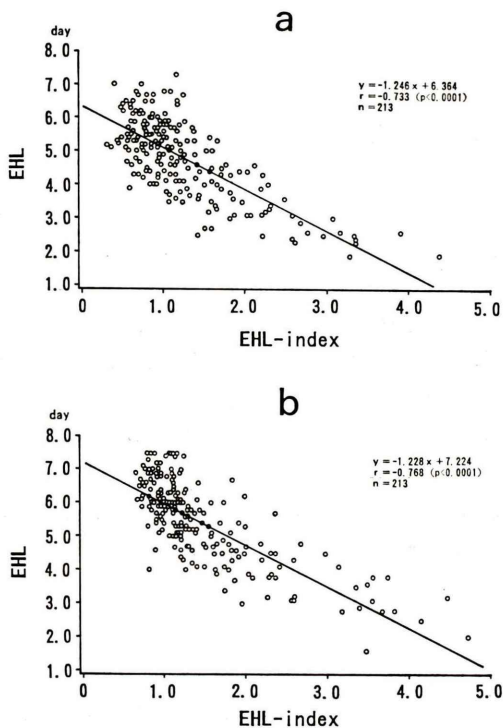 a
day
8.0
7.0
6.0
5.0
4.0
3.0
2.0
1.0
EHL
y=-1.246x+6.364
r=-0.733 (p<0.0001)
n=213
0 1.0 2.0 3.0 4.0 5.0
EHL-index
b
day
8.0
7.0
6.0
5.0
4.0
3.0
2.0
1.0
EHL
y=-1.228x+7.224
r=-0.768 (p<0.0001)
n=213
0 1.0 2.0 3.0 4.0 5.0
EHL-index